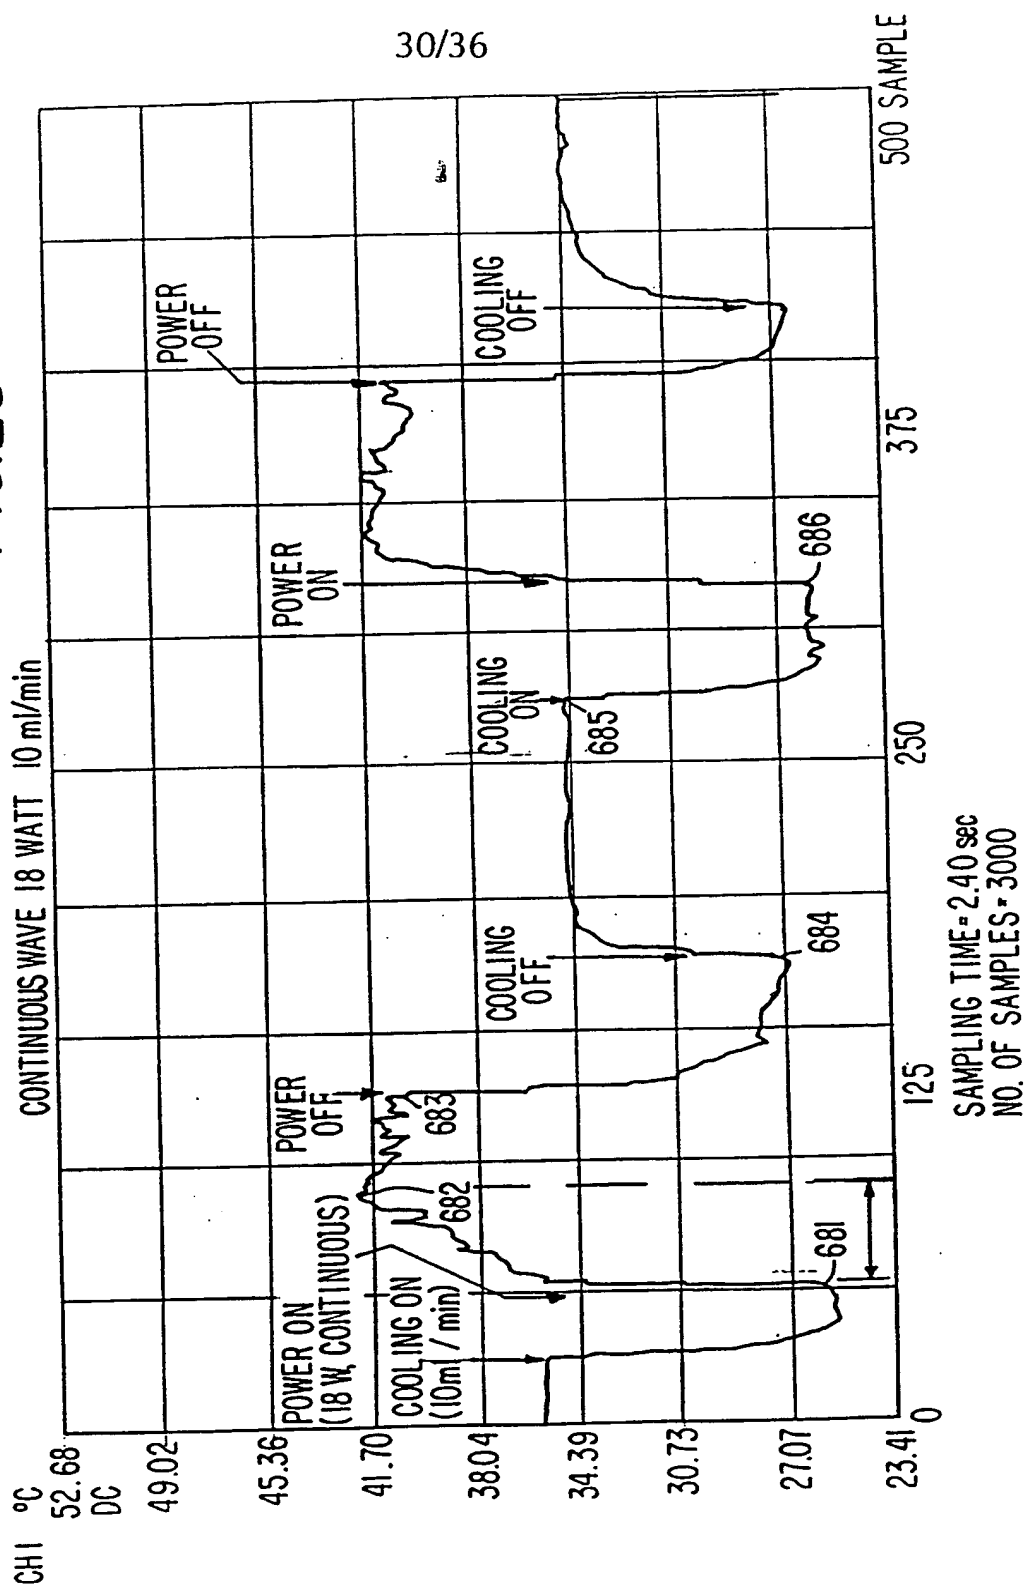 30/36
CONTINUOUS WAVE 18 WATT 10 ml/min
CH1 °C
52.68
DC
49.02
45.36
41.70
38.04
34.39
30.73
27.07
23.41
POWER ON
(18 W, CONTINUOUS)
COOLING ON
(10ml / min)
681
682
683
POWER
OFF
684
COOLING
OFF
685
COOLING
ON
686
POWER
ON
POWER
OFF
COOLING
OFF
0
125
250
375
500 SAMPLE
SAMPLING TIME=2.40 sec
NO. OF SAMPLES=3000